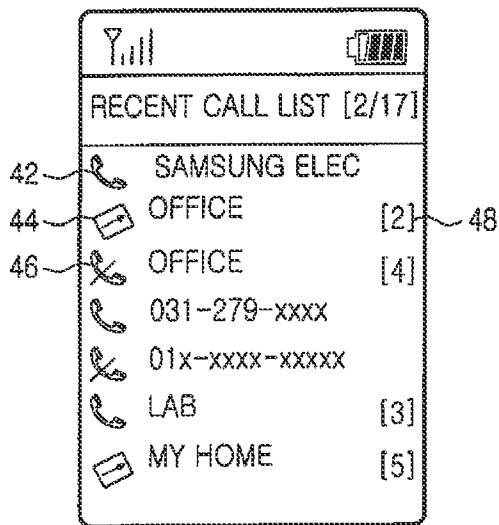 RECENT CALL LIST [2/17]
42 SAMSUNG ELEC
44 OFFICE [2] 48
46 OFFICE [4]
031-279-xxxx
01x-xxxx-xxxxx
LAB [3]
MY HOME [5]